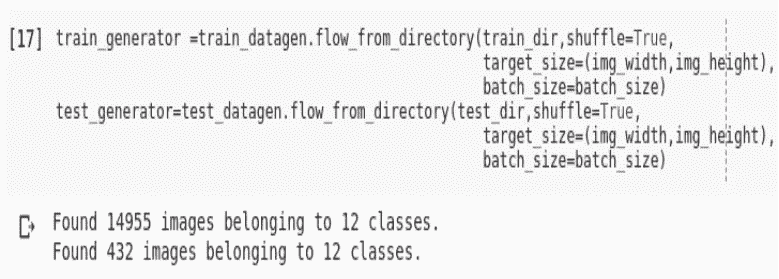 [17] train_generator =train_datagen.flow_from_directory(train_dir,shuffle=True,
target_size=(img_width,img_height),
batch_size=batch_size)
test_generator=test_datagen.flow_from_directory(test_dir,shuffle=True,
target_size=(img_width,img_height),
batch_size=batch_size)
Found 14955 images belonging to 12 classes.
Found 432 images belonging to 12 classes.